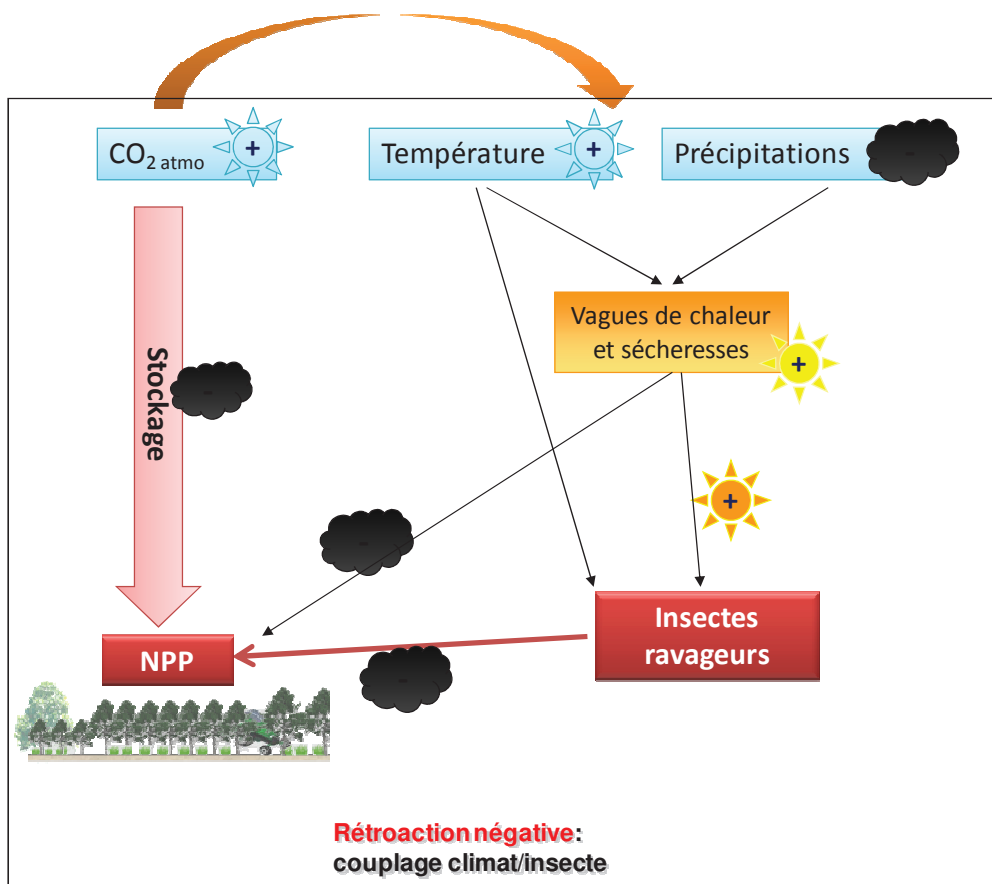 CO2 atmo
+
Température
+
Précipitations
Vagues de chaleur
et sécheresses
+
Stockage
+
Insectes
ravageurs
NPP
Rétroaction négative:
couplage climat/insecte